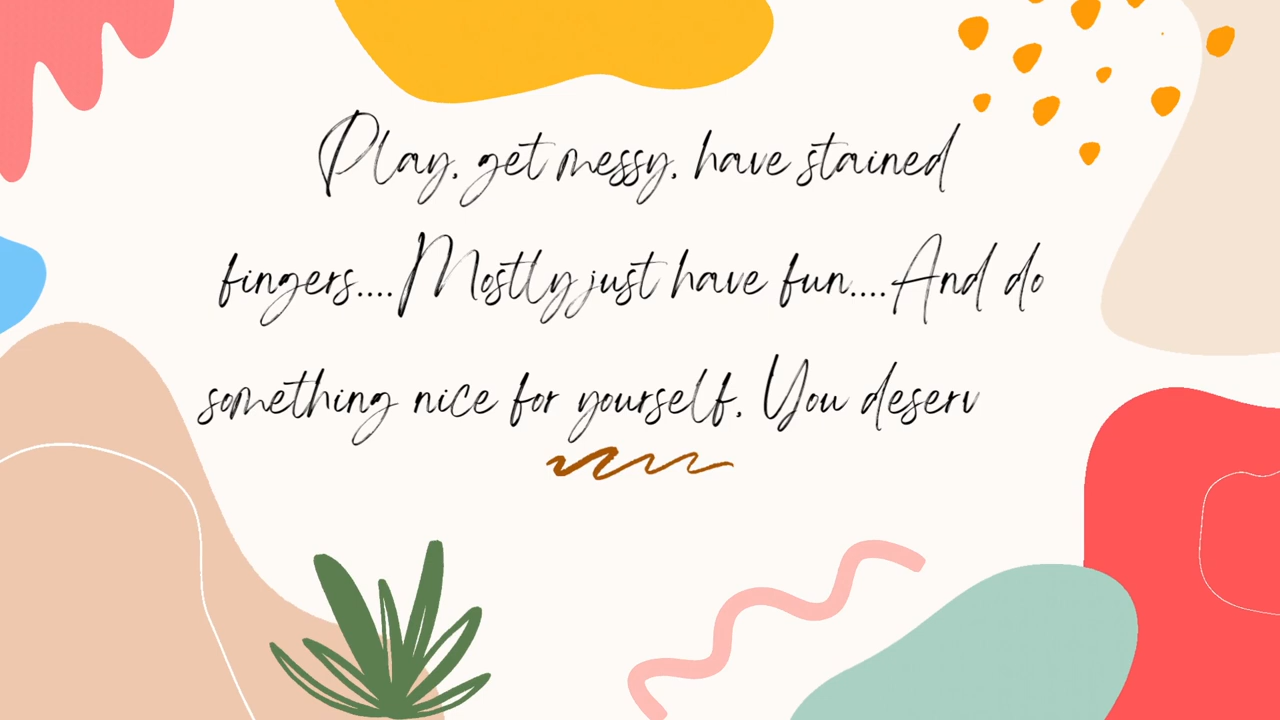 Play, get messy, have stained
fingers....Mostly just have fun....And do
something nice for yourself. You deserv